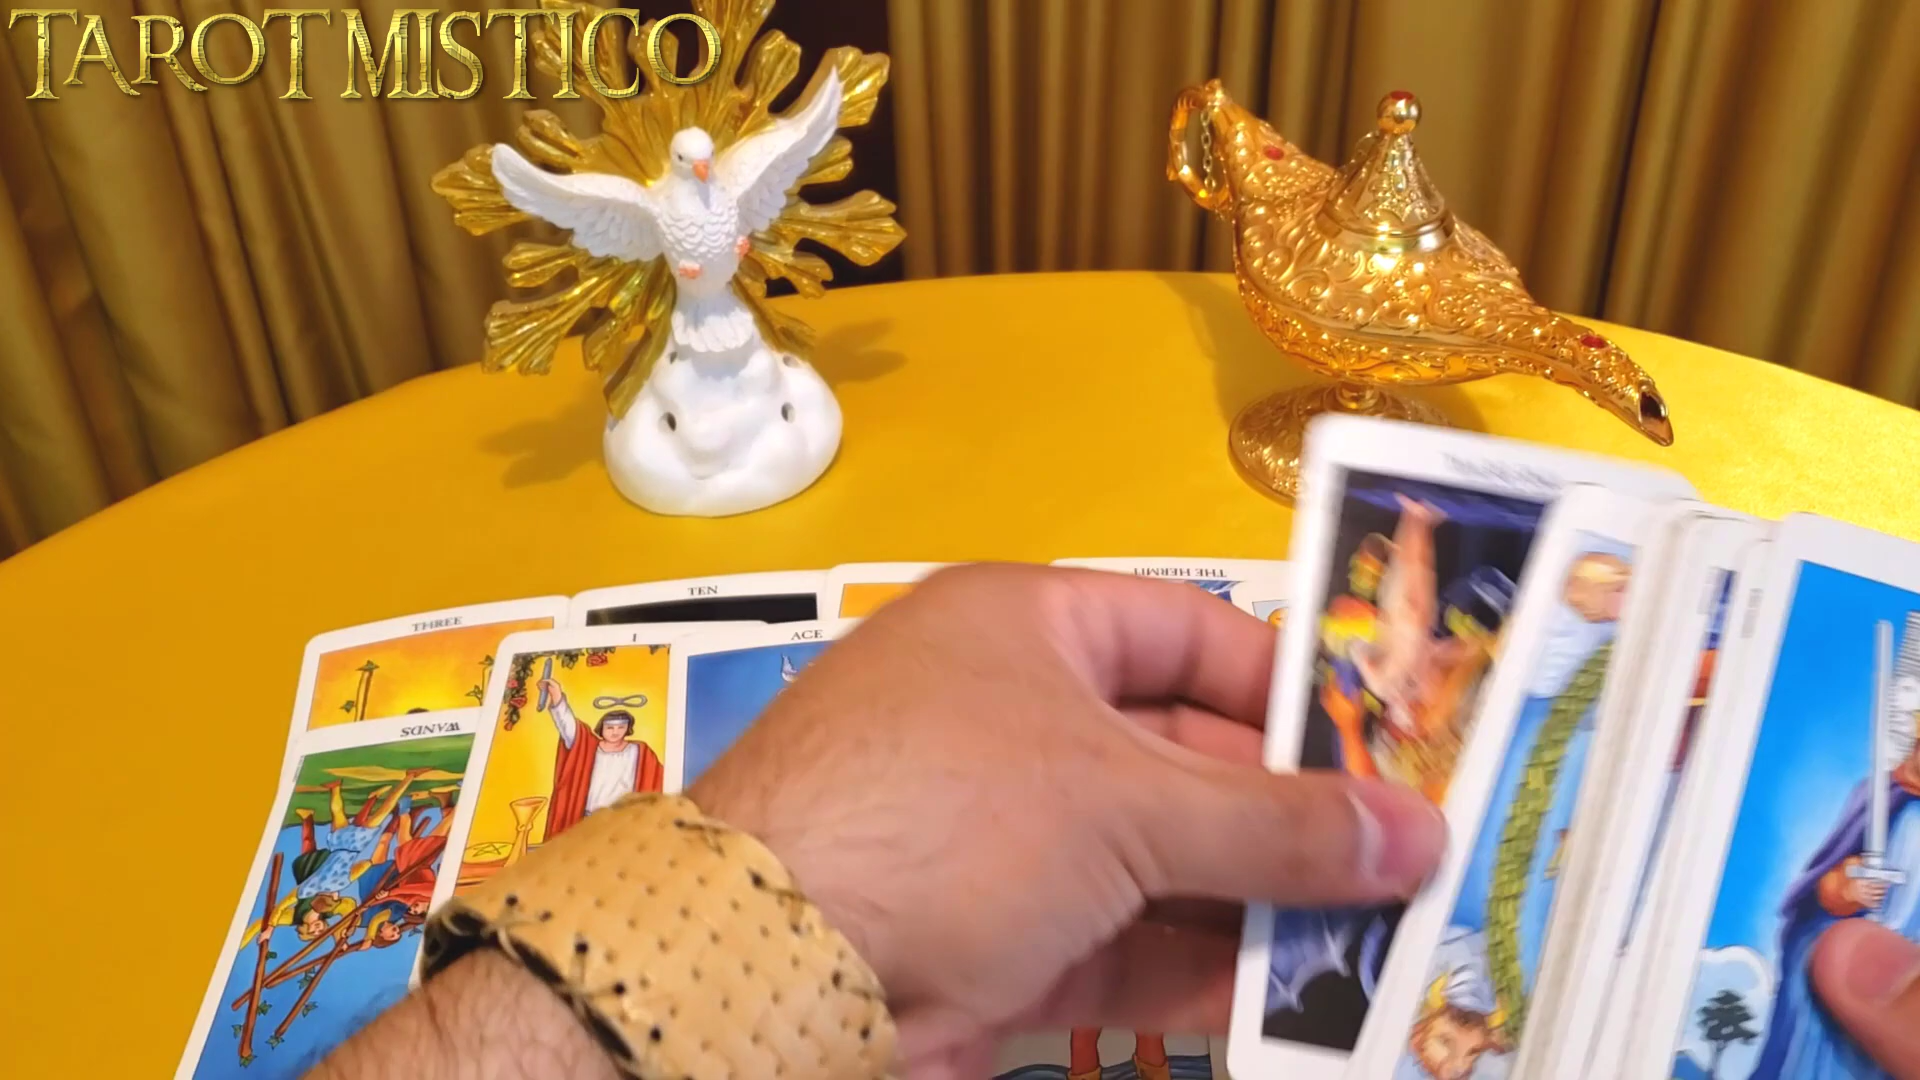 TAROT MISTICO
THE HERMIT
TEN
THREE
I
ACE
WANDS